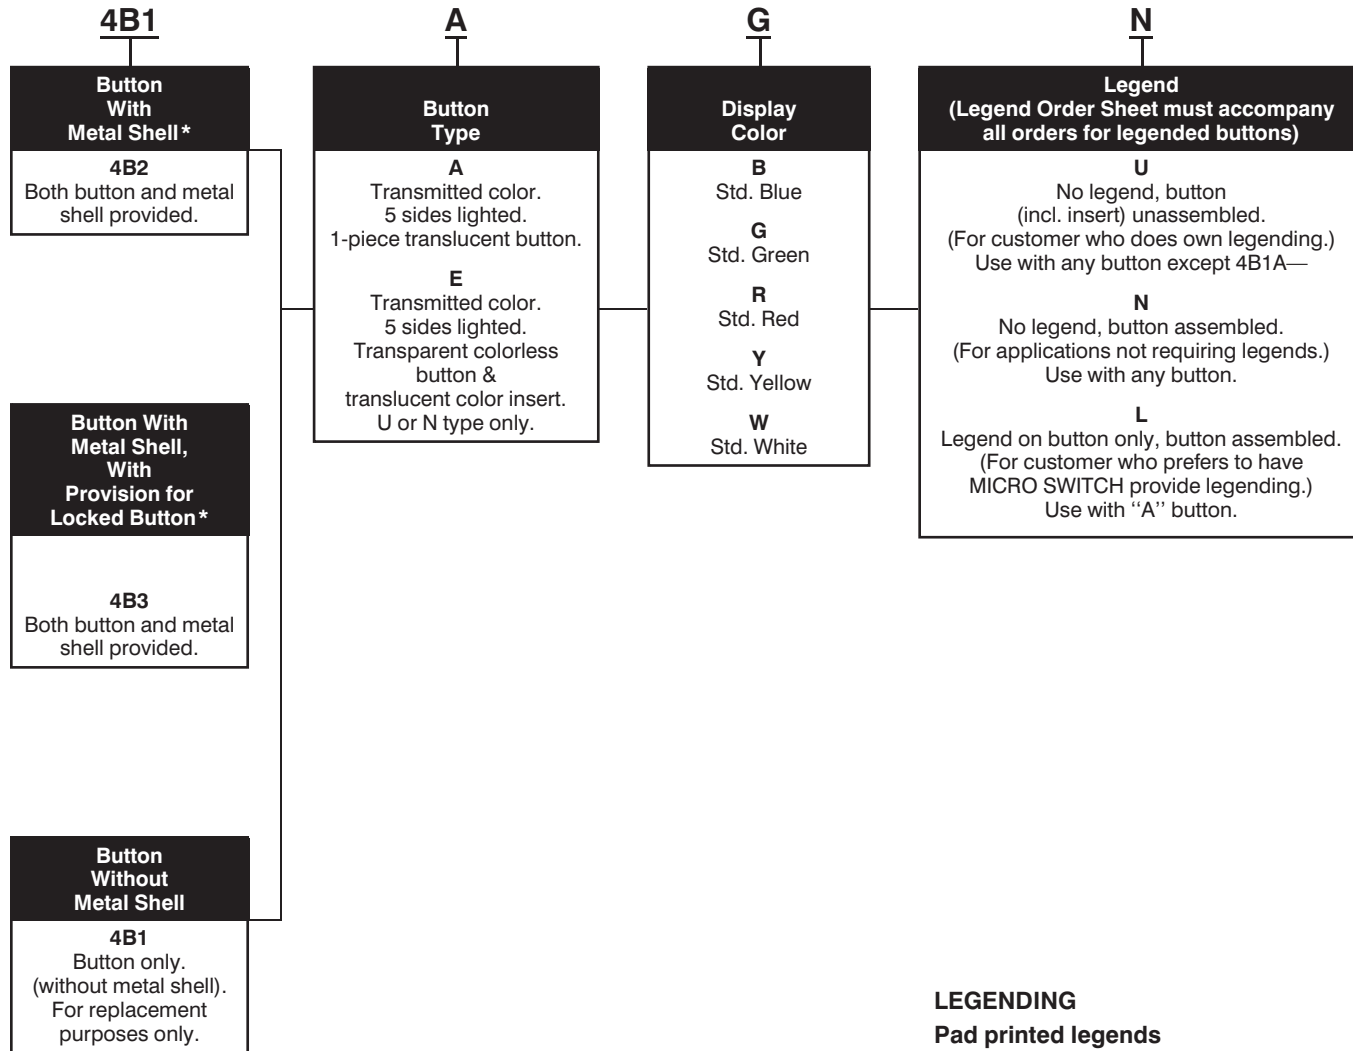 4B1
A
G
N
Button
With
Metal Shell*
4B2
Both button and metal
shell provided.
Button With
Metal Shell,
With
Provision for
Locked Button*
4B3
Both button and metal
shell provided.
Button
Without
Metal Shell
4B1
Button only.
(without metal shell).
For replacement
purposes only.
Button
Type
A
Transmitted color.
5 sides lighted.
1-piece translucent button.
E
Transmitted color.
5 sides lighted.
Transparent colorless
button &
translucent color insert.
U or N type only.
Display
Color
B
Std. Blue
G
Std. Green
R
Std. Red
Y
Std. Yellow
W
Std. White
Legend
(Legend Order Sheet must accompany
all orders for legended buttons)
U
No legend, button
(incl. insert) unassembled.
(For customer who does own legending.)
Use with any button except 4B1A—
N
No legend, button assembled.
(For applications not requiring legends.)
Use with any button.
L
Legend on button only, button assembled.
(For customer who prefers to have
MICRO SWITCH provide legending.)
Use with ''A'' button.
LEGENDING
Pad printed legends